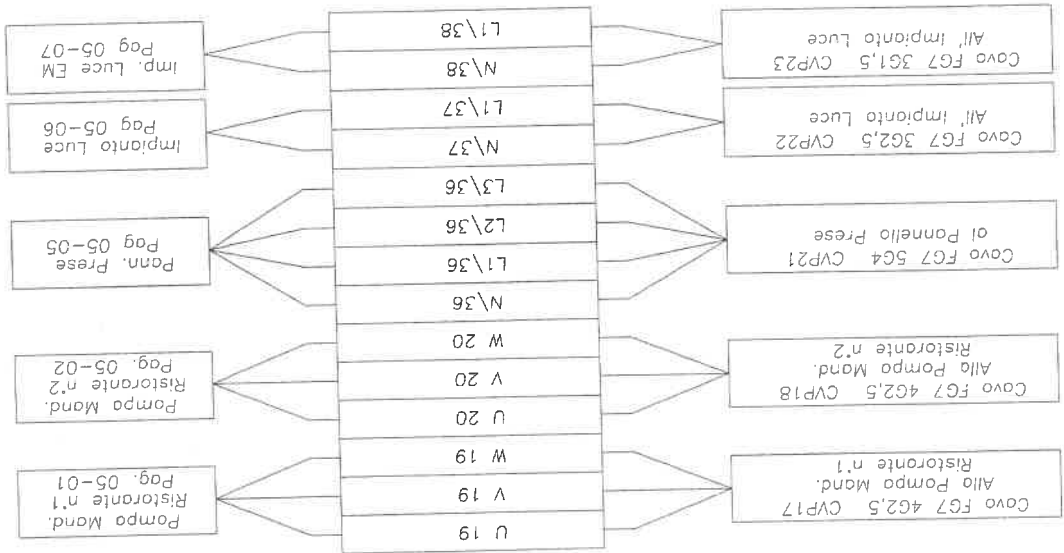 Cavo FG7 4G2,5 CVP17
Alla Pompa Mand.
Ristorante n°1
Cavo FG7 4G2,5 CVP18
Alla Pompa Mand.
Ristorante n°2
Cavo FG7 5G4 CVP21
al Pannello Prese
Cavo FG7 3G2,5 CVP22
All' Impianto Luce
Cavo FG7 3G1,5 CVP23
All' Impianto Luce
U 19
V 19
W 19
U 20
V 20
W 20
N\36
L1\36
L2\36
L3\36
N\37
L1\37
N\38
L1\38
Pompa Mand.
Ristorante n°1
Pag. 05-01
Pompa Mand.
Ristorante n°2
Pag. 05-02
Pann. Prese
Pag 05-05
Impianto Luce
Pag 05-06
Imp. Luce EM
Pag 05-07